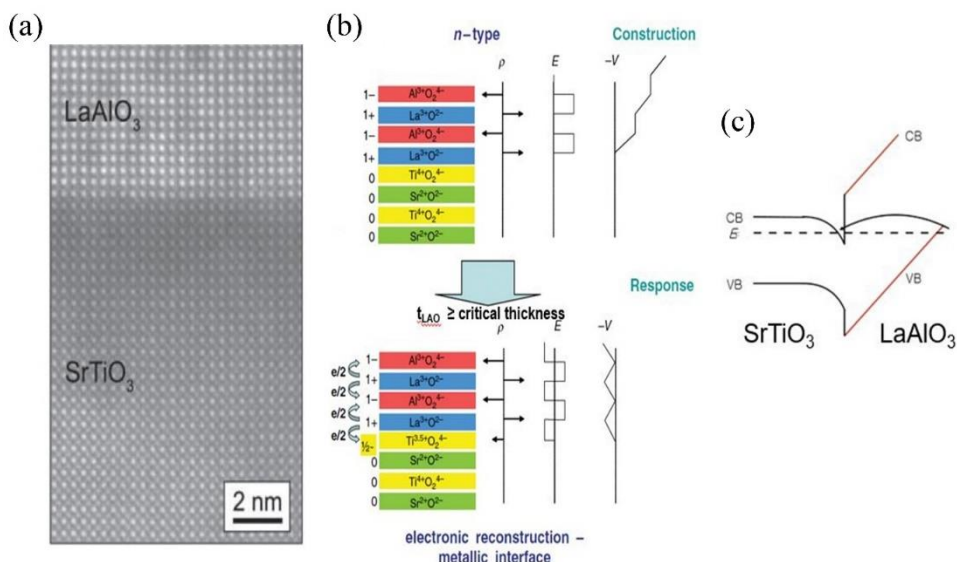 (a)
LaAlO3
SrTiO3
2 nm
(b)
n–type
Construction
ρ
E
–V
1– Al3+O24–
1+ La3+O2–
1– Al3+O24–
1+ La3+O2–
0 Ti4+O24–
0 Sr2+O2–
0 Ti4+O24–
0 Sr2+O2–
Response
tLAO ≥ critical thickness
ρ
E
–V
1– Al3+O24–
e/2
1+ La3+O2–
e/2
1– Al3+O24–
e/2
1+ La3+O2–
e/2
½– Ti3.5+O24–
0 Sr2+O2–
0 Ti4+O24–
0 Sr2+O2–
electronic reconstruction –
metallic interface
(c)
CB
CB
VB
VB
SrTiO3
LaAlO3